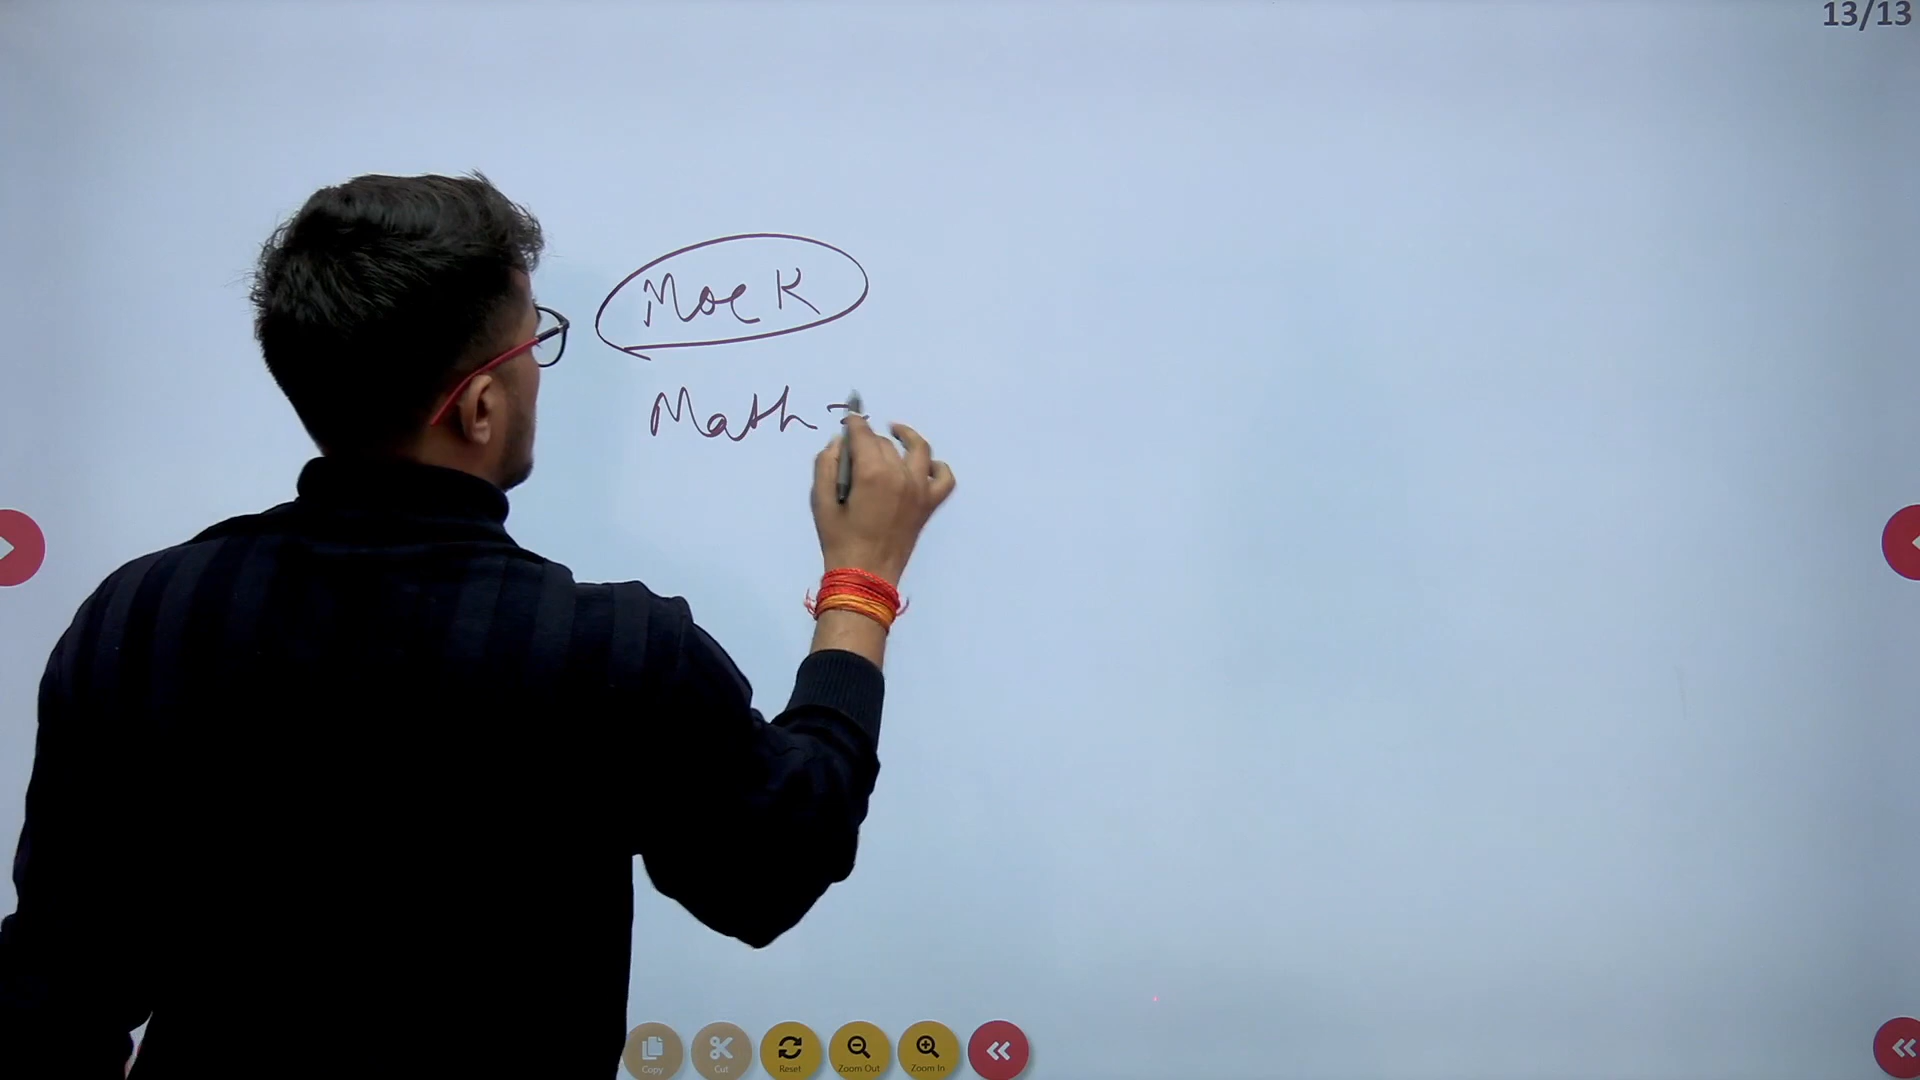 13/13
Mock
Math =
Copy
Cut
Reset
Zoom Out
Zoom In